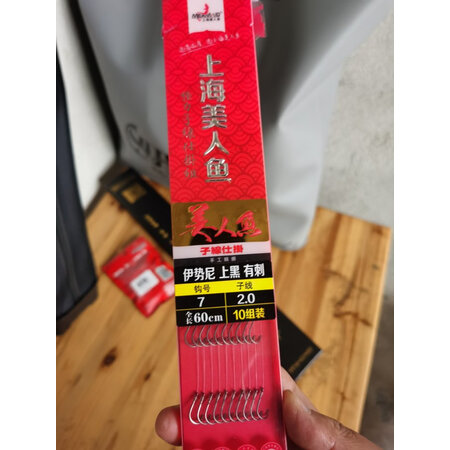 MERMAID
上海美人鱼
美人鱼
子線仕掛
手工精绑
伊势尼 上黑 有刺
钩号 子线
7 2.0
全长60cm 10组装